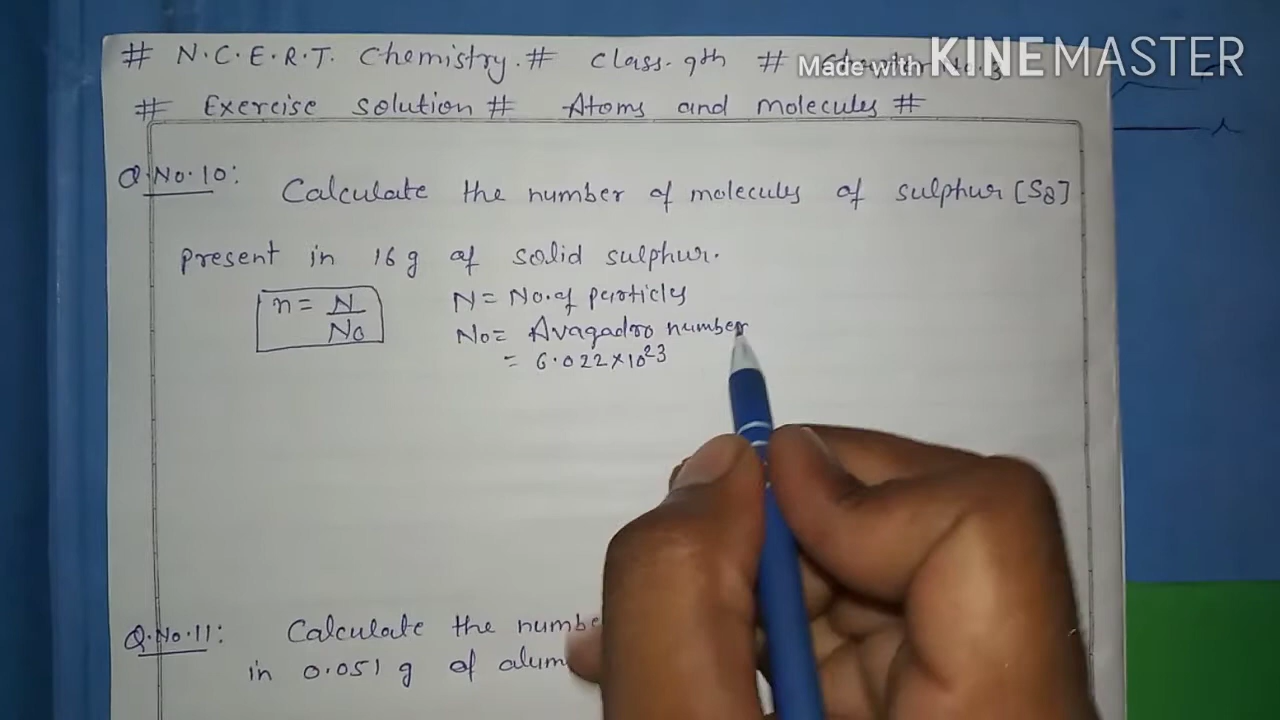 # N.C.E.R.T. Chemistry. # Class. 9th #
Made with KINEMASTER
# Exercise solution # Atoms and molecules #
Q.No.10: Calculate the number of molecules of sulphur [S8]
present in 16 g of solid sulphur.
n = N/No
N = No. of particles
No = Avagadro number
= 6.022×10²³
Q.No.11: Calculate the numbe
in 0.051 g of alum